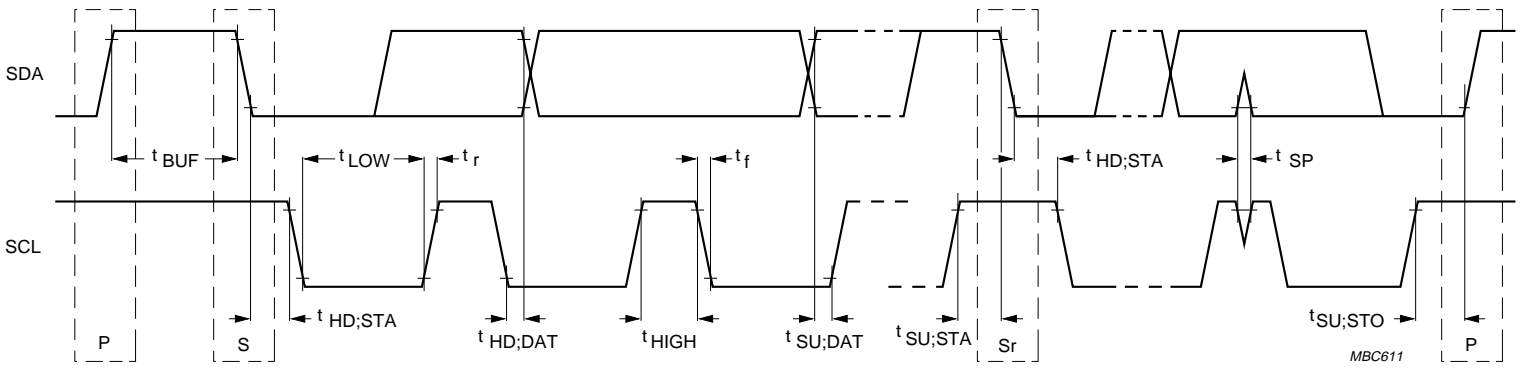 SDA
t BUF
t LOW
t r
t f
t HD;STA
t SP
SCL
t HD;STA
t HD;DAT
t HIGH
t SU;DAT
t SU;STA
t SU;STO
P
S
Sr
MBC611
P